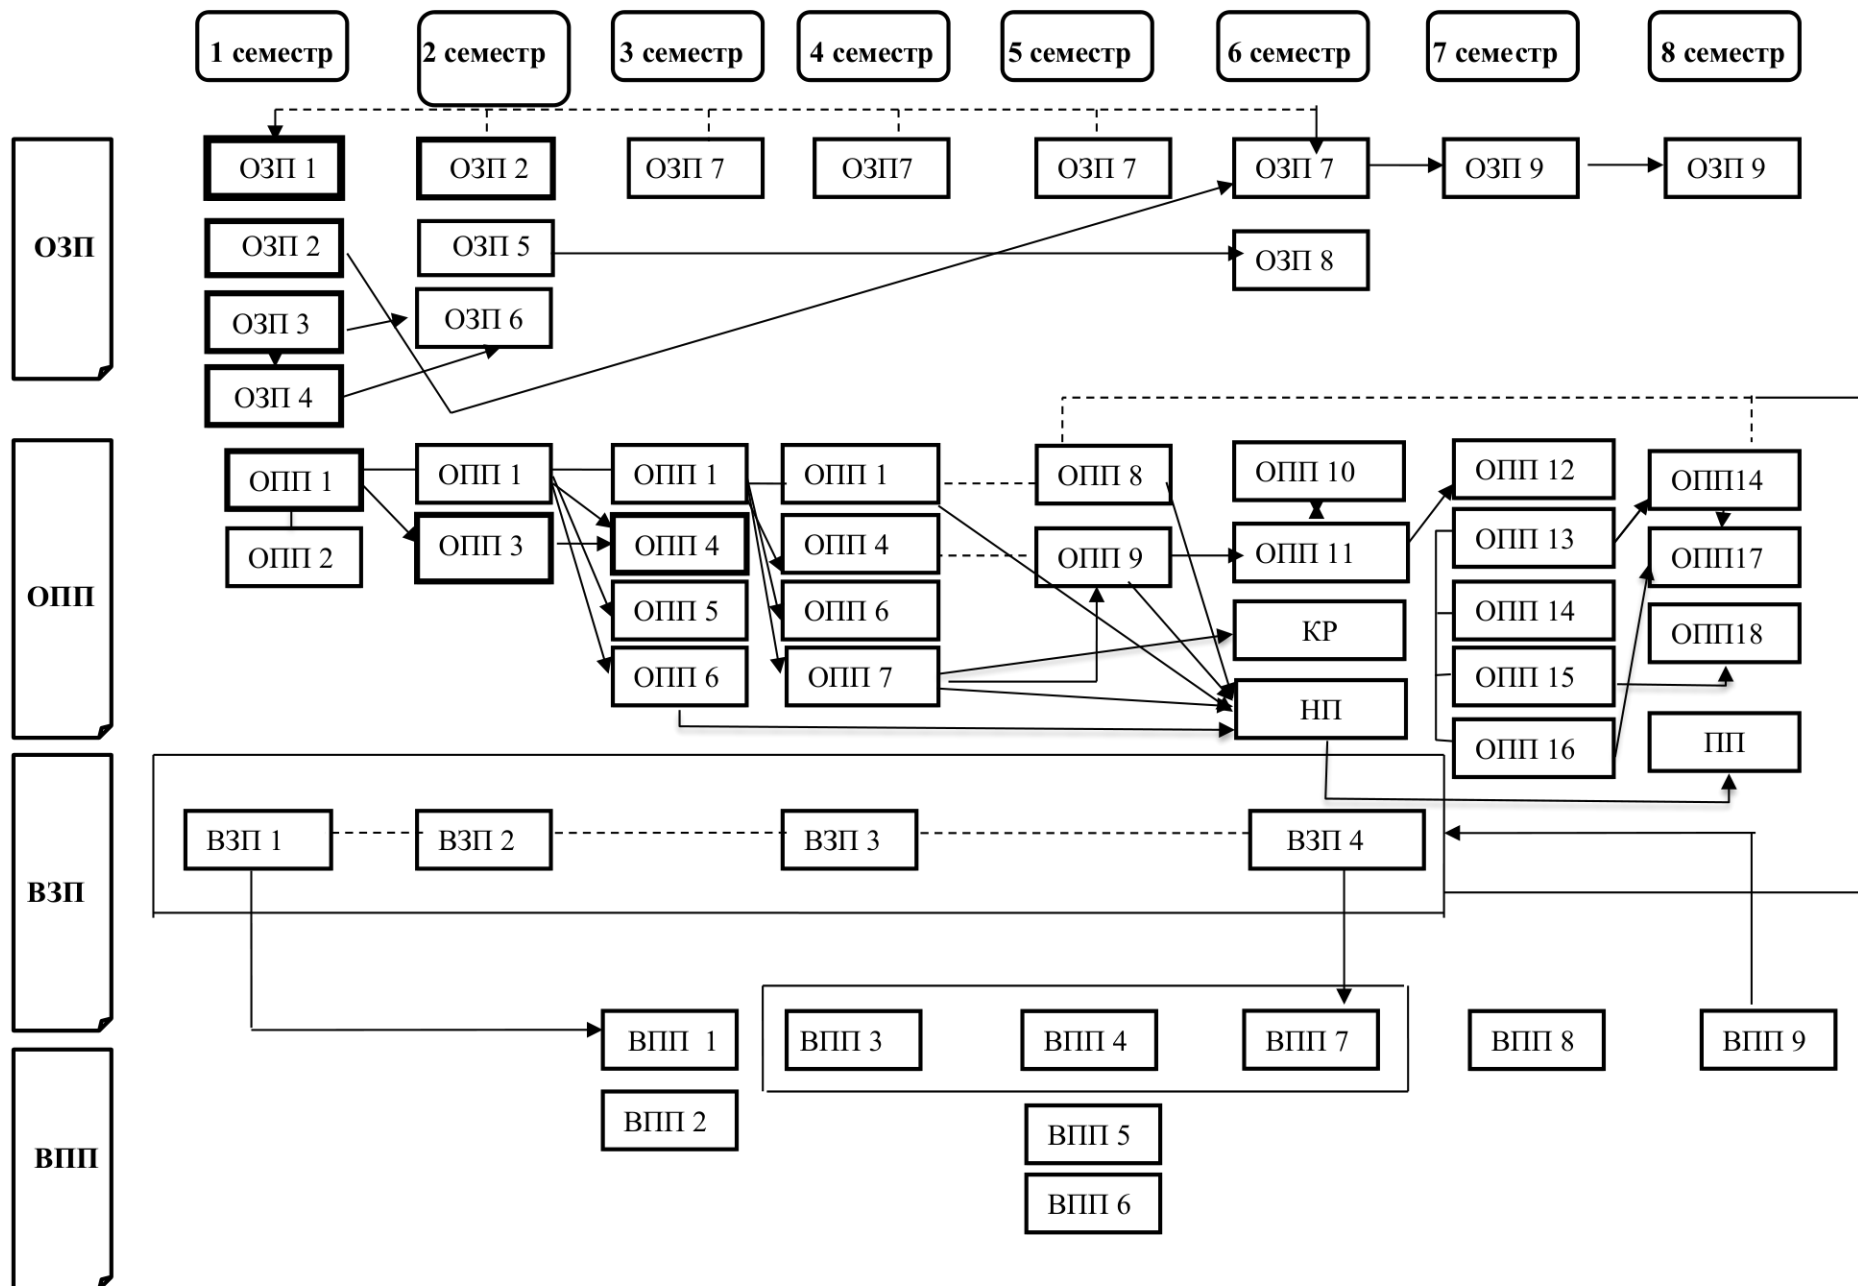 1 семестр
2 семестр
3 семестр
4 семестр
5 семестр
6 семестр
7 семестр
8 семестр
ОЗП
ОЗП 1
ОЗП 2
ОЗП 7
ОЗП7
ОЗП 7
ОЗП 7
ОЗП 9
ОЗП 9
ОЗП 2
ОЗП 5
ОЗП 8
ОЗП 3
ОЗП 6
ОЗП 4
ОПП
ОПП 1
ОПП 1
ОПП 1
ОПП 1
ОПП 8
ОПП 10
ОПП 12
ОПП14
ОПП 2
ОПП 3
ОПП 4
ОПП 4
ОПП 9
ОПП 11
ОПП 13
ОПП17
ОПП 5
ОПП 6
КР
ОПП 14
ОПП18
ОПП 6
ОПП 7
НП
ОПП 15
ОПП 16
ПП
ВЗП
ВЗП 1
ВЗП 2
ВЗП 3
ВЗП 4
ВПП
ВПП 1
ВПП 3
ВПП 4
ВПП 7
ВПП 8
ВПП 9
ВПП 2
ВПП 5
ВПП 6